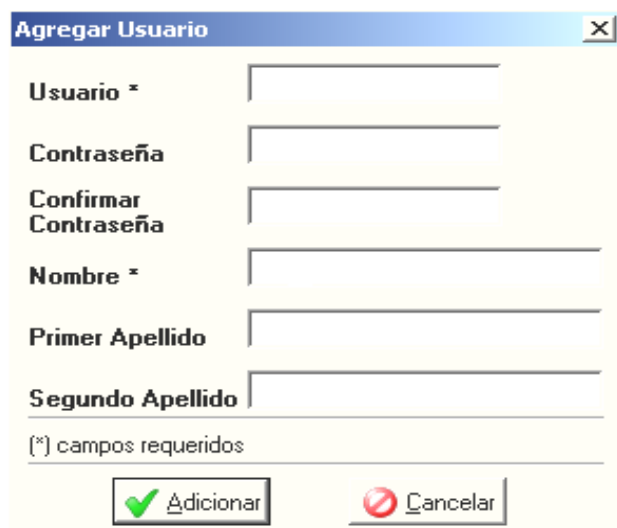 Agregar Usuario
Usuario *
Contraseña
Confirmar
Contraseña
Nombre *
Primer Apellido
Segundo Apellido
(*) campos requeridos
Adicionar
Cancelar